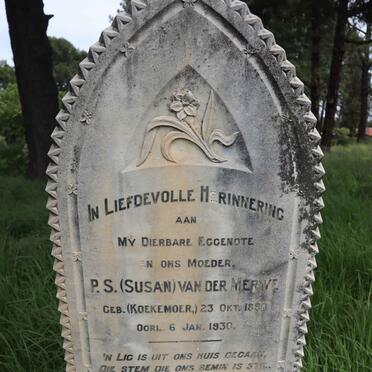 IN LIEFDEVOLLE HERINNERING
AAN
MY DIERBARE EGGENOTE
EN ONS MOEDER,
P.S. (SUSAN) VAN DER MERWE
GEB. (KOEKEMOER,) 23 OKT.
OORL. 6 JAN. 1930.
'N LIG IS UIT ONS HUIS GEGAAN,
DIE STEM DIE ONS BEMIN IS STIL